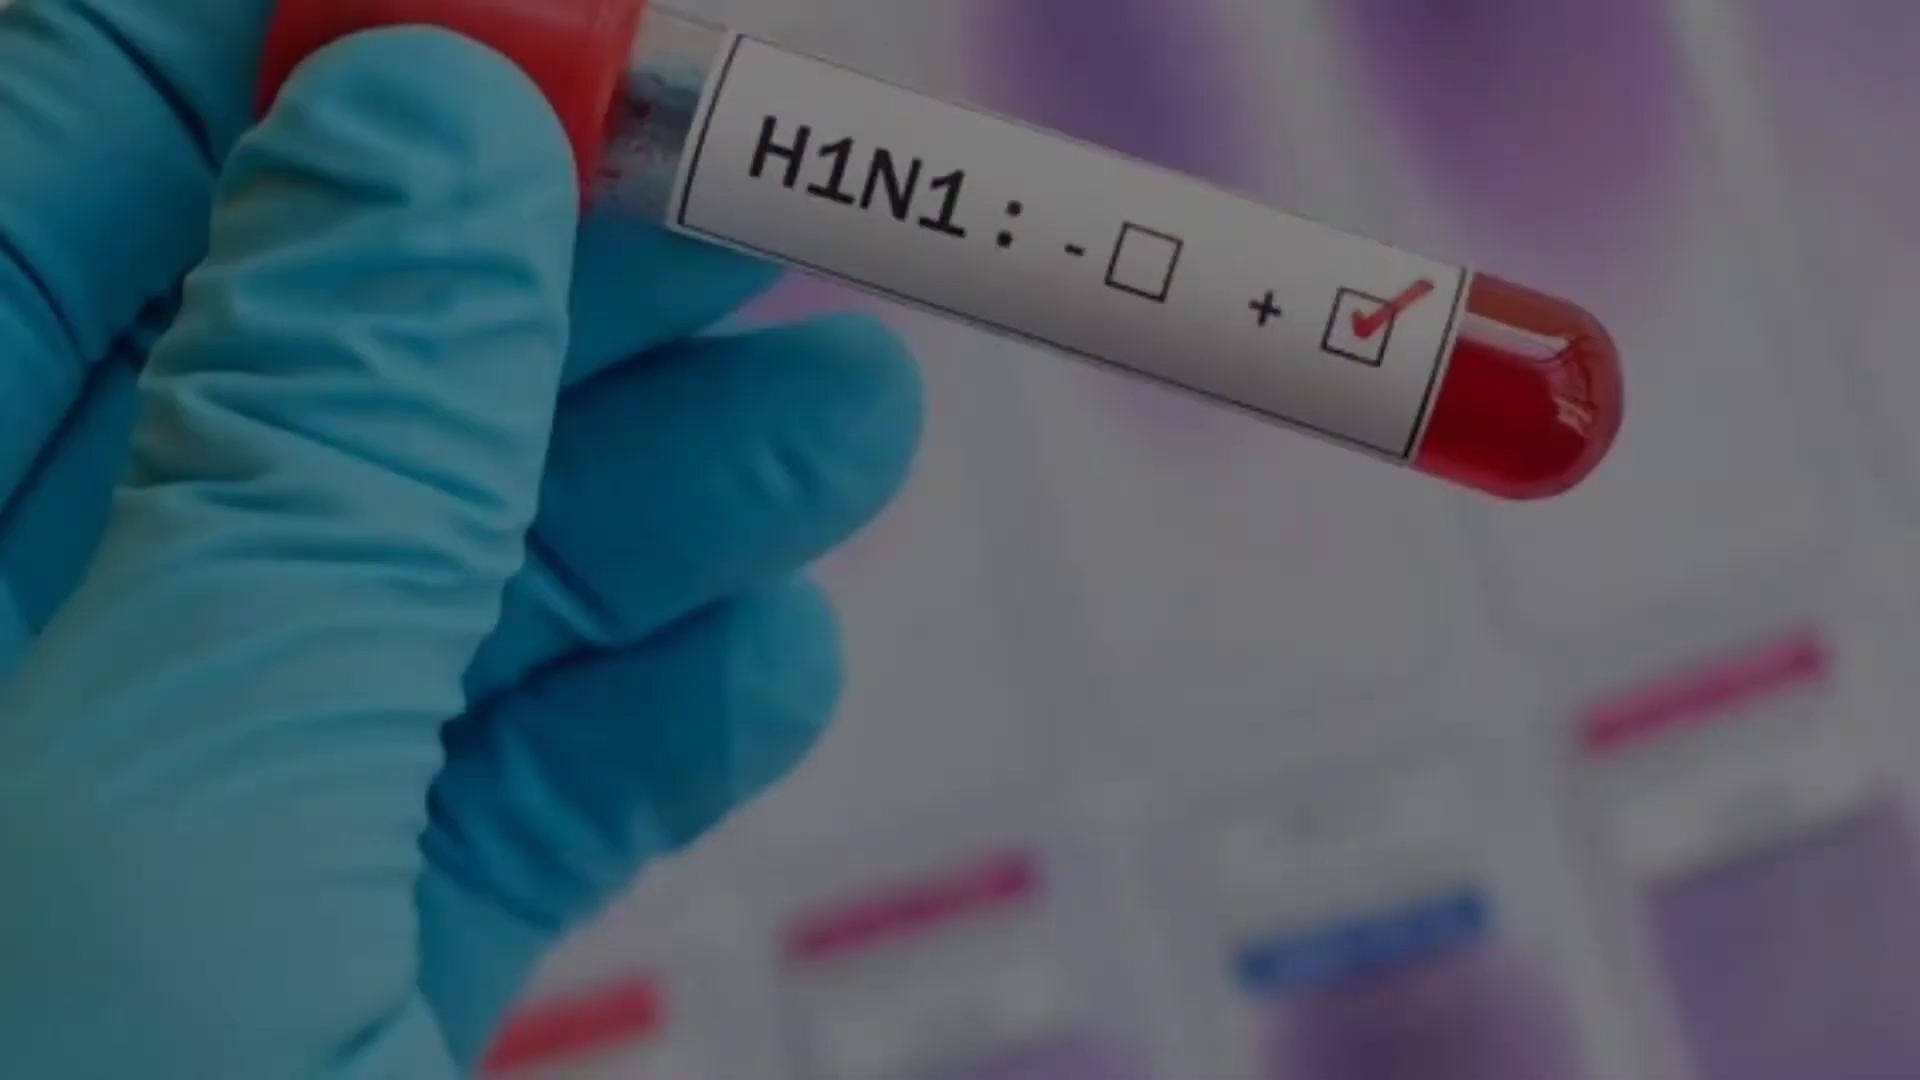 H1N1: - ☐ + ☑